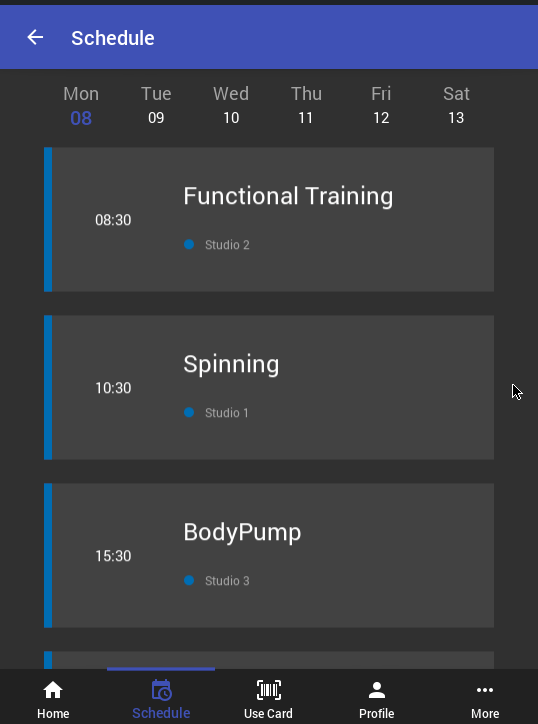 Schedule
Mon Tue Wed Thu Fri Sat
08 09 10 11 12 13
Functional Training
08:30
Studio 2
Spinning
10:30
Studio 1
BodyPump
15:30
Studio 3
Home Schedule Use Card Profile More